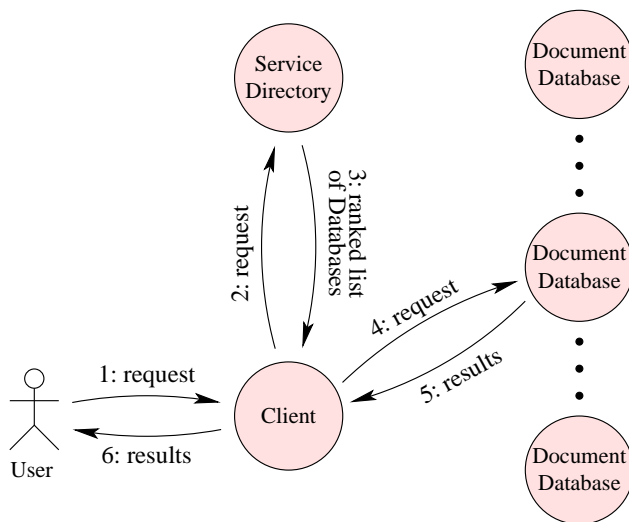 Service
Directory
Document
Database
2: request
3: ranked list
of Databases
Document
Database
4: request
5: results
1: request
Client
6: results
User
Document
Database